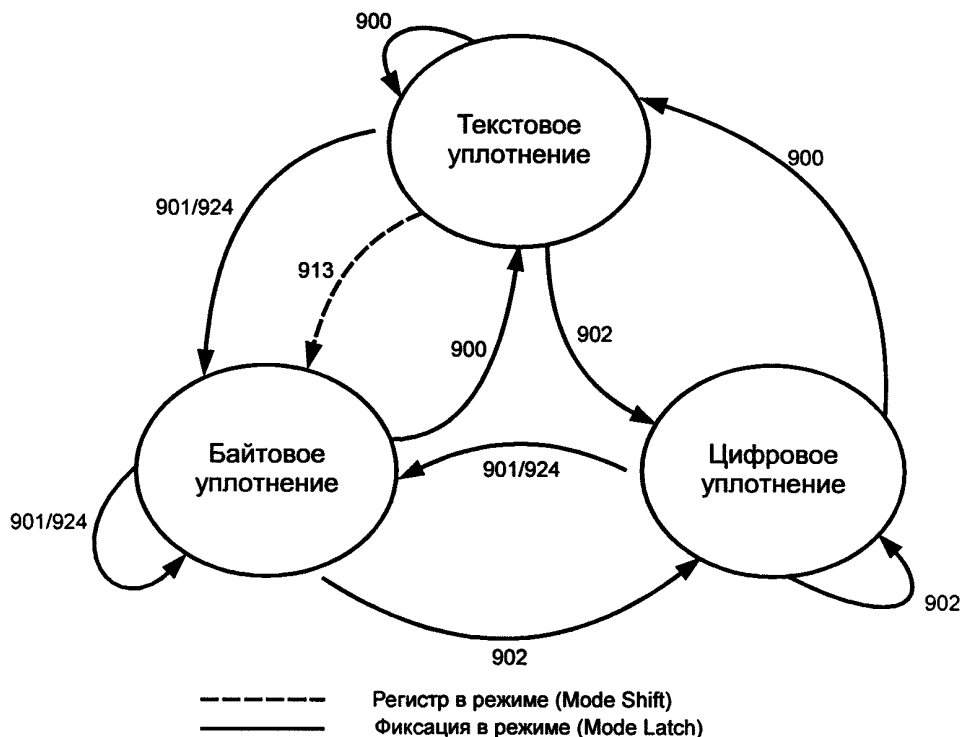 900
Текстовое
уплотнение
900
901/924
913
900
902
Байтовое
уплотнение
901/924
Цифровое
уплотнение
901/924
902
902
Регистр в режиме (Mode Shift)
Фиксация в режиме (Mode Latch)